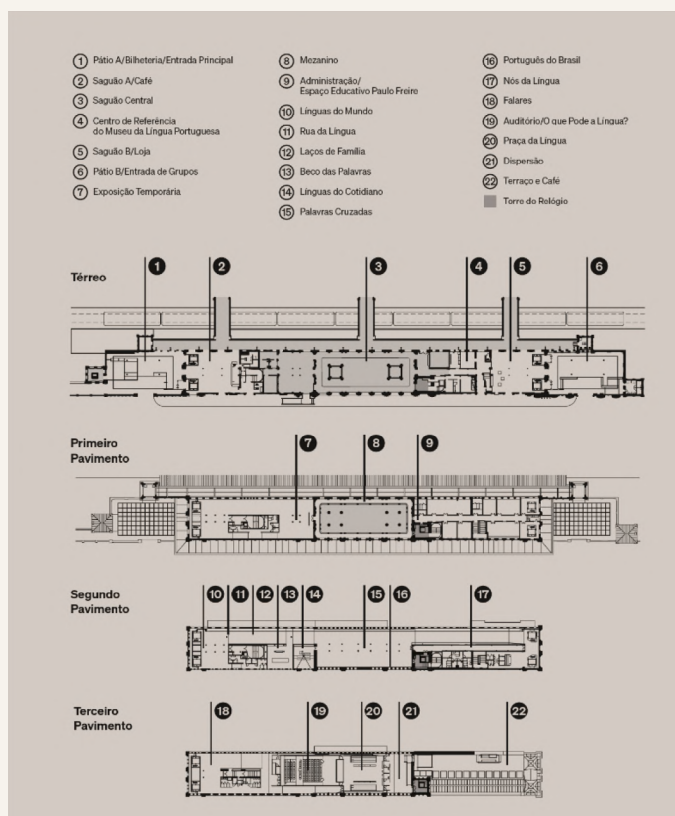 1 Pátio A/Bilheteria/Entrada Principal
2 Saguão A/Café
3 Saguão Central
4 Centro de Referência
do Museu da Língua Portuguesa
5 Saguão B/Loja
6 Pátio B/Entrada de Grupos
7 Exposição Temporária
8 Mezanino
9 Administração/
Espaço Educativo Paulo Freire
10 Línguas do Mundo
11 Rua da Língua
12 Laços de Família
13 Beco das Palavras
14 Línguas do Cotidiano
15 Palavras Cruzadas
16 Português do Brasil
17 Nós da Língua
18 Falares
19 Auditório/O que Pode a Língua?
20 Praça da Língua
21 Dispersão
22 Terraço e Café
Torre do Relógio
Térreo
1 2 3 4 5 6
Primeiro
Pavimento
7 8 9
Segundo
Pavimento
10 11 12 13 14 15 16 17
Terceiro
Pavimento
18 19 20 21 22